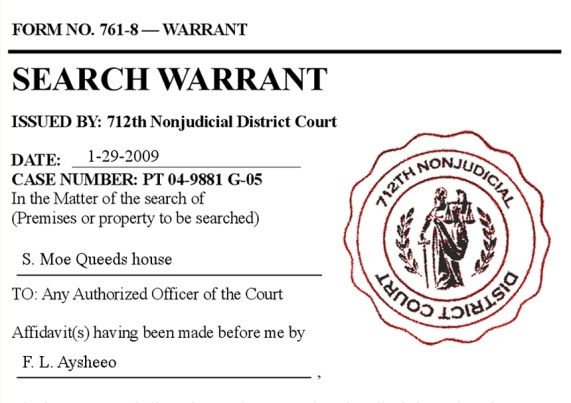 FORM NO. 761-8 — WARRANT
SEARCH WARRANT
ISSUED BY: 712th Nonjudicial District Court
DATE: 1-29-2009
CASE NUMBER: PT 04-9881 G-05
In the Matter of the search of
(Premises or property to be searched)
712TH NONJUDICIAL
DISTRICT COURT
S. Moe Queeds house
TO: Any Authorized Officer of the Court
Affidavit(s) having been made before me by
F. L. Aysheeo ,